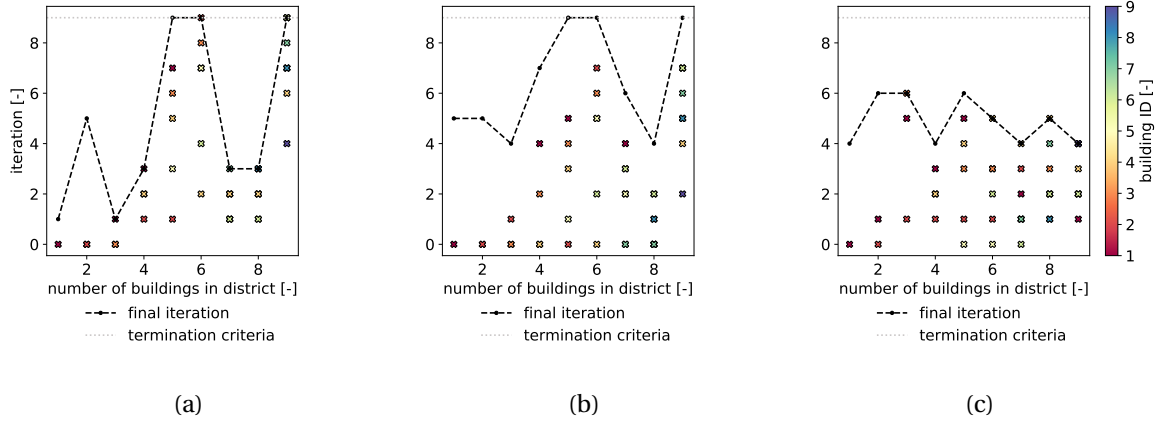 8
6
4
2
0
iteration [-]
2 4 6 8
number of buildings in district [-]
final iteration
termination criteria
(a)
8
6
4
2
0
2 4 6 8
number of buildings in district [-]
final iteration
termination criteria
(b)
8
6
4
2
0
2 4 6 8
number of buildings in district [-]
final iteration
termination criteria
(c)
9
8
7
6
5
4
3
2
1
building ID [-]